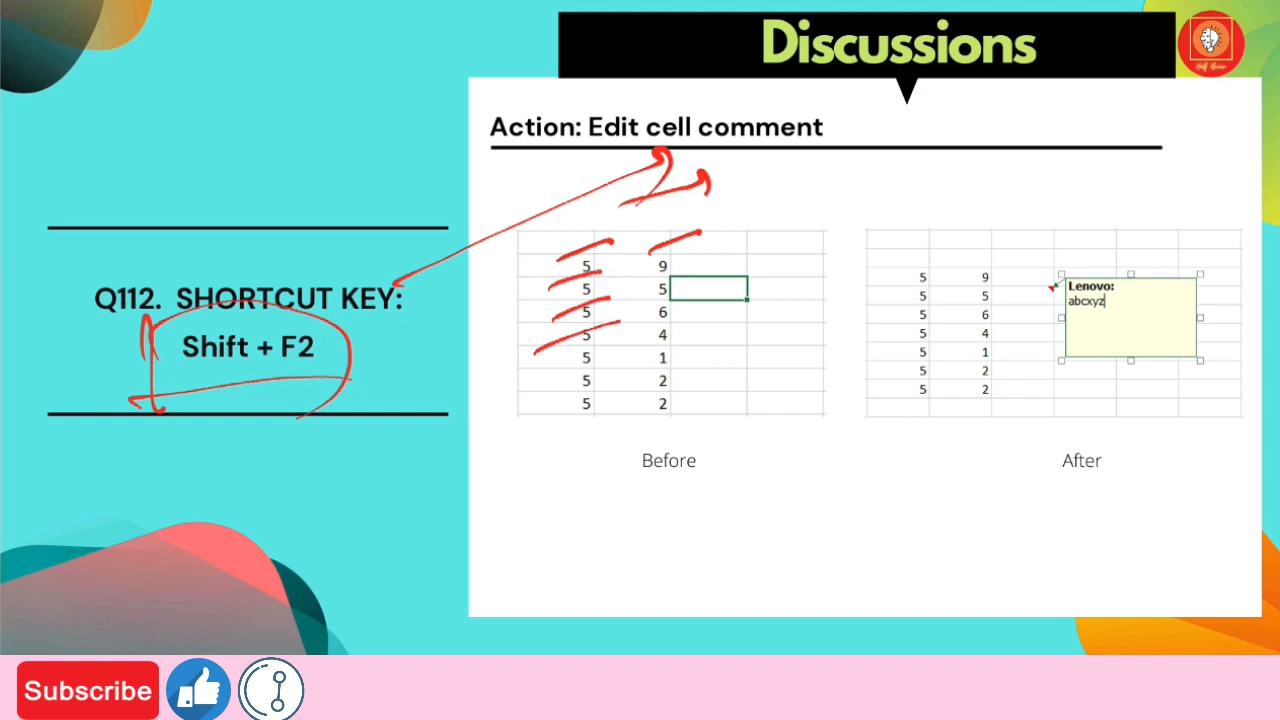 Discussions
Half Brain
Action: Edit cell comment
Q112. SHORTCUT KEY:
Shift + F2
5 9
5 5
5 6
5 4
5 1
5 2
5 2
Before
5 9
5 5
5 6
5 4
5 1
5 2
5 2
Lenovo:
abcxyz
After
Subscribe